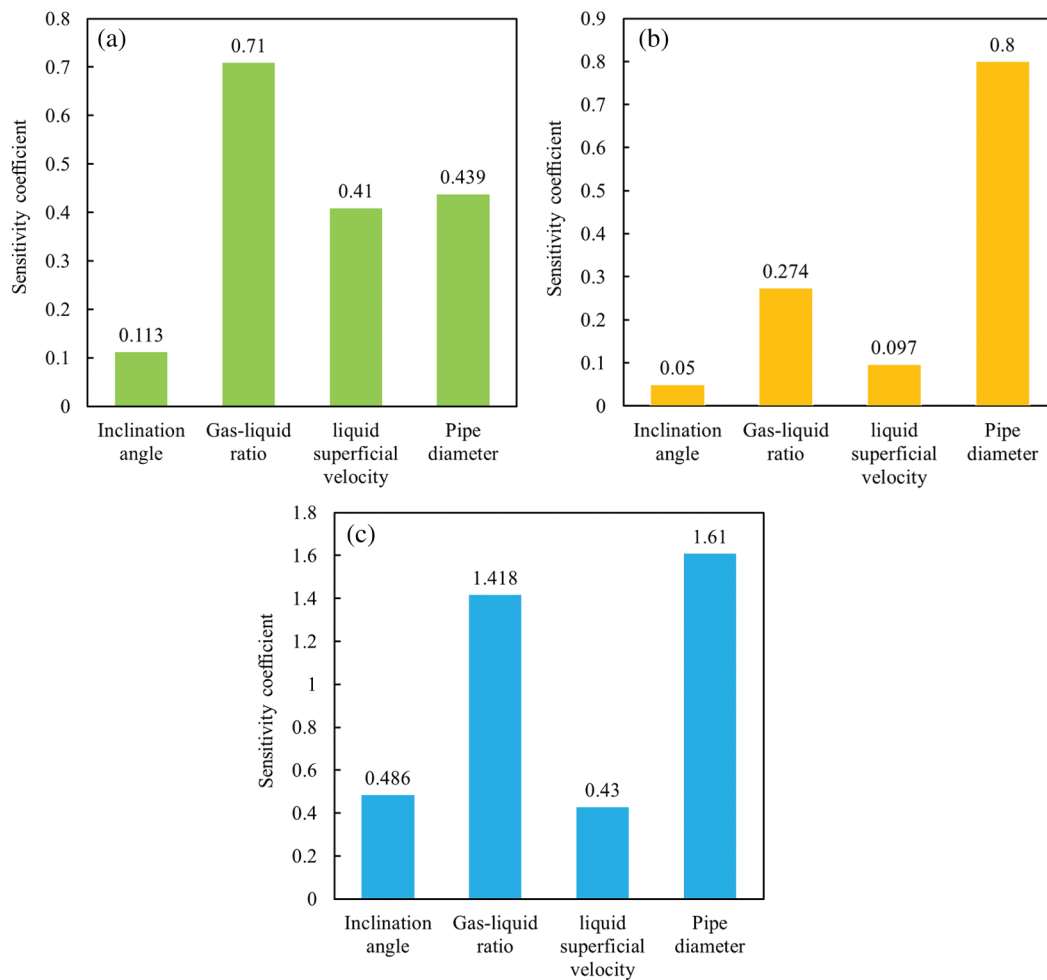 (a)
Sensitivity coefficient
0.8
0.7
0.6
0.5
0.4
0.3
0.2
0.1
0
0.113
0.71
0.41
0.439
Inclination
angle
Gas-liquid
ratio
liquid
superficial
velocity
Pipe
diameter
(b)
Sensitivity coefficient
0.9
0.8
0.7
0.6
0.5
0.4
0.3
0.2
0.1
0
0.05
0.274
0.097
0.8
Inclination
angle
Gas-liquid
ratio
liquid
superficial
velocity
Pipe
diameter
(c)
Sensitivity coefficient
1.8
1.6
1.4
1.2
1
0.8
0.6
0.4
0.2
0
0.486
1.418
0.43
1.61
Inclination
angle
Gas-liquid
ratio
liquid
superficial
velocity
Pipe
diameter